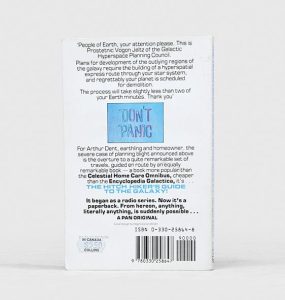 'People of Earth, your attention please. This is
Prostetnic Vogon Jeltz of the Galactic
Hyperspace Planning Council.
Plans for development of the outlying regions of
the galaxy require the building of a hyperspatial
express route through your star system,
and regrettably your planet is scheduled
for demolition.
The process will take slightly less than two of
your Earth minutes. Thank you'
DON'T
PANIC
For Arthur Dent, earthling and homeowner, the
severe case of planning blight announced above
is the overture to a quite remarkable set of
travels, guided en route by an equally
remarkable book — a book more popular than the
Celestial Home Care Omnibus, cheaper
than the Encyclopedia Galactica, it's
THE HITCH HIKER'S GUIDE
TO THE GALAXY!
It began as a radio series. Now it's a
paperback. From hereon, anything,
literally anything, is suddenly possible . . .
A PAN ORIGINAL
IN CANADA
COLLINS
ISBN 0-330-25864-8
90000
9 780330 258647